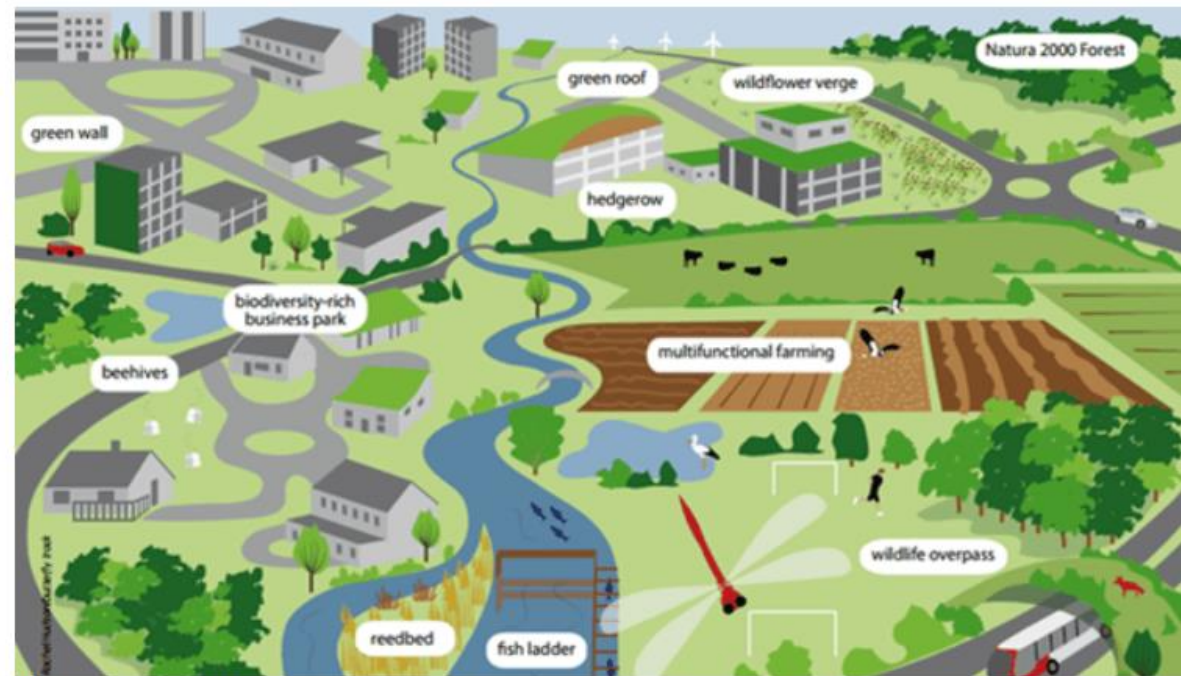 Natura 2000 Forest
green roof
wildflower verge
green wall
hedgerow
biodiversity-rich
business park
multifunctional farming
beehives
wildlife overpass
reedbed
fish ladder